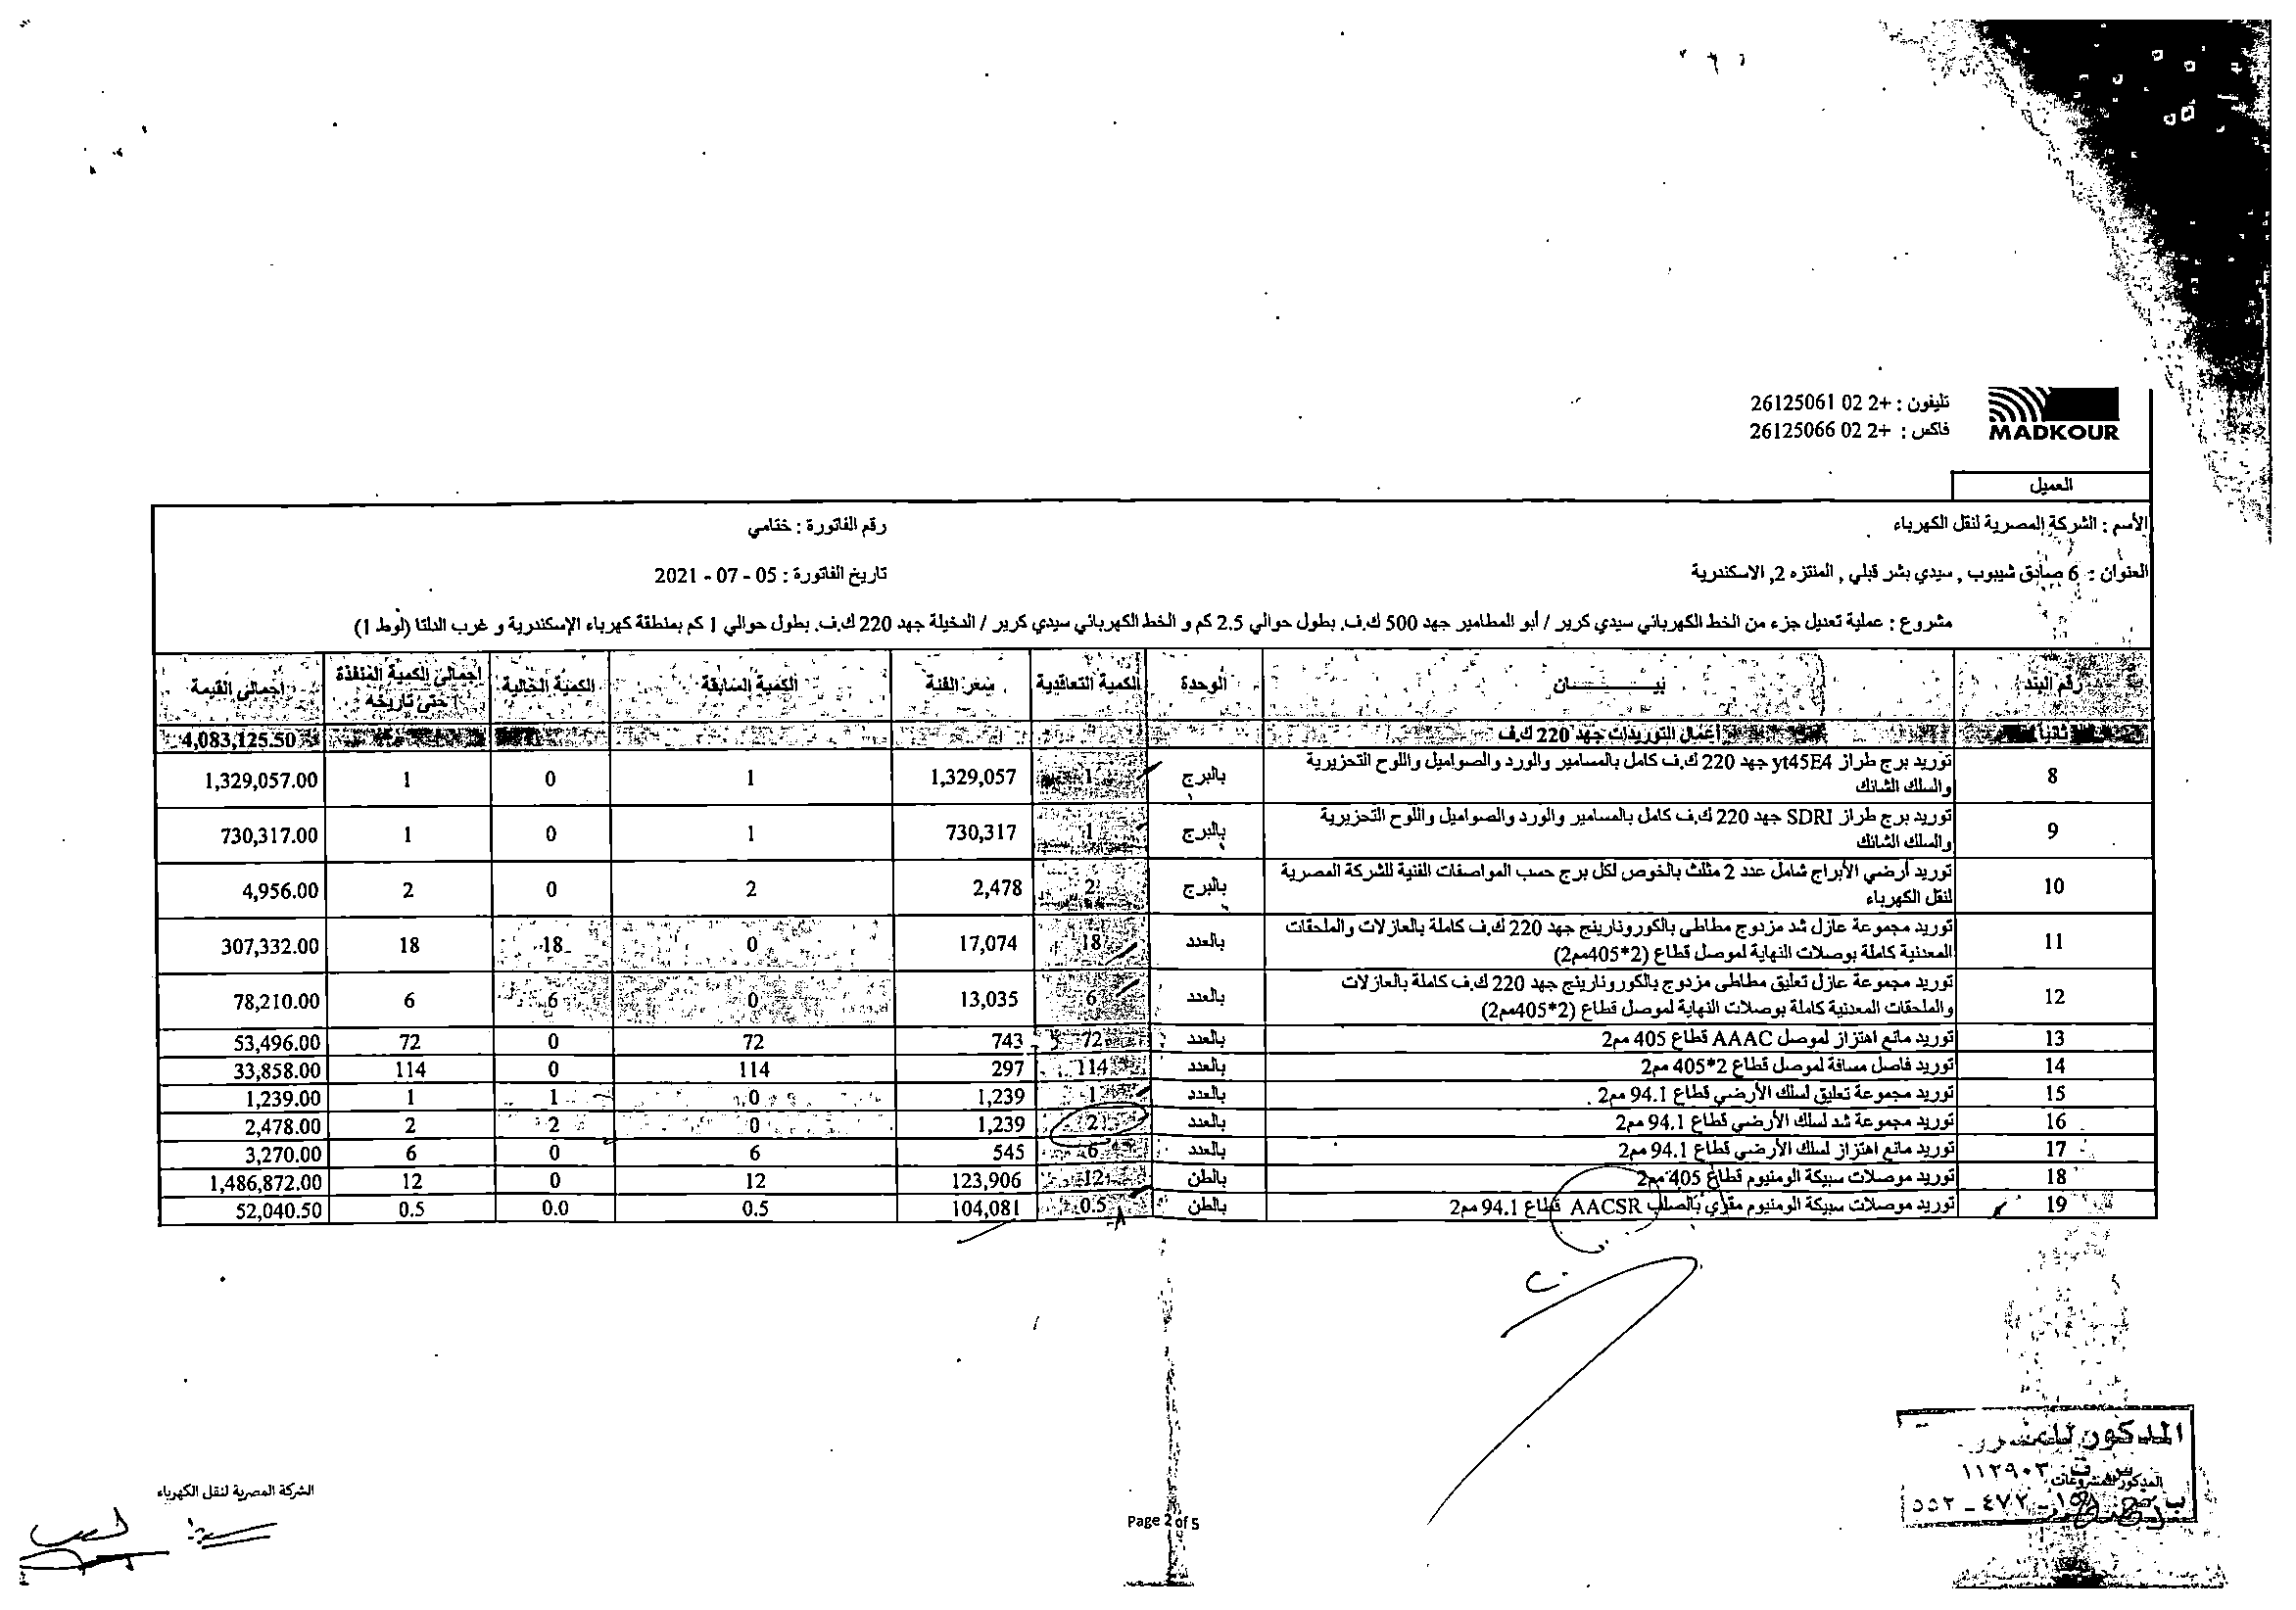 تليفون : +2 02 26125061
فاكس : +2 02 26125066
MADKOUR
العميل
الأسم : الشركة المصرية لنقل الكهرباء
رقم الفاتورة : ختامي
العنوان : 6 صادق شيبوب , سيدي بشر قبلي , المنتزه 2, الاسكندرية
تاريخ الفاتورة : 05 - 07 - 2021
مشروع : عملية تعديل جزء من الخط الكهربائي سيدي كرير / أبو المطامير جهد 500 ك.ف. بطول حوالي 2.5 كم و الخط الكهربائي سيدي كرير / الدخيلة جهد 220 ك.ف. بطول حوالي 1 كم بمنطقة كهرباء الإسكندرية و غرب الدلتا (لوط 1)
رقم البند بيـــــــان الوحدة الكمية التعاقدية سعر الفئة الكمية السابقة الكمية الحالية اجمالي الكمية المنفذة حتى تاريخه اجمالي القيمة
ثانيا أعمال التوريدات جهد 220 ك.ف 4,083,125.50
8 توريد برج طراز yt45E4 جهد 220 ك.ف كامل بالمسامير والورد والصواميل واللوح التحزيرية والسلك الشائك بالبرج 1 1,329,057 1 0 1 1,329,057.00
9 توريد برج طراز SDRI جهد 220 ك.ف كامل بالمسامير والورد والصواميل واللوح التحزيرية والسلك الشائك بالبرج 1 730,317 1 0 1 730,317.00
10 توريد أرضي الأبراج شامل عدد 2 مثلث بالخوص لكل برج حسب المواصفات الفنية للشركة المصرية لنقل الكهرباء بالبرج 2 2,478 2 0 2 4,956.00
11 توريد مجموعة عازل شد مزدوج مطاطى بالكورونارينج جهد 220 ك.ف كاملة بالعازلات والملحقات المعدنية كاملة بوصلات النهاية لموصل قطاع (2*405مم2) بالعدد 18 17,074 0 18 18 307,332.00
12 توريد مجموعة عازل تعليق مطاطى مزدوج بالكورونارينج جهد 220 ك.ف كاملة بالعازلات والملحقات المعدنية كاملة بوصلات النهاية لموصل قطاع (2*405مم2) بالعدد 6 13,035 0 6 6 78,210.00
13 توريد مانع اهتزاز لموصل AAAC قطاع 405 مم2 بالعدد 72 743 72 0 72 53,496.00
14 توريد فاصل مسافة لموصل قطاع 2*405 مم2 بالعدد 114 297 114 0 114 33,858.00
15 توريد مجموعة تعليق لسلك الأرضي قطاع 94.1 مم2 بالعدد 1 1,239 0 1 1 1,239.00
16 توريد مجموعة شد لسلك الأرضي قطاع 94.1 مم2 بالعدد 2 1,239 0 2 2 2,478.00
17 توريد مانع اهتزاز لسلك الأرضي قطاع 94.1 مم2 بالعدد 6 545 6 0 6 3,270.00
18 توريد موصلات سبيكة الومنيوم قطاع 405 مم2 بالطن 12 123,906 12 0 12 1,486,872.00
19 توريد موصلات سبيكة الومنيوم مقوي بالصلب AACSR قطاع 94.1 مم2 بالطن 0.5 104,081 0.5 0.0 0.5 52,040.50
المدكور للمشرو
س ت ١١٢٩٠٣
المدكور للمشروعات
٥٥٢ - ٤٧٢ -
الشركة المصرية لنقل الكهرباء
Page 2 of 5